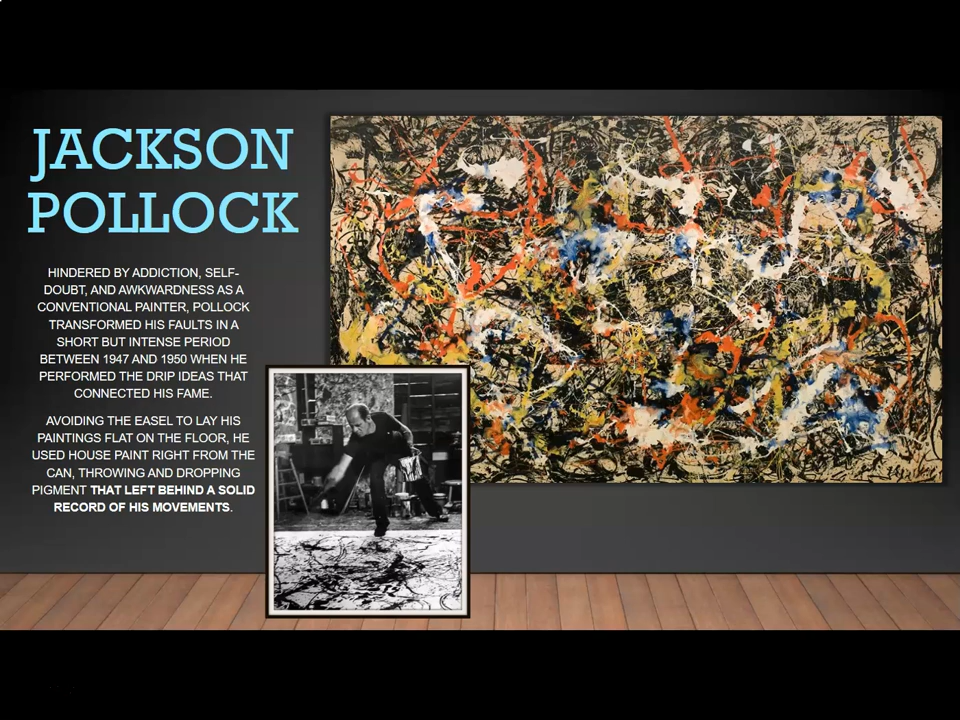 JACKSON
POLLOCK
HINDERED BY ADDICTION, SELF-
DOUBT, AND AWKWARDNESS AS A
CONVENTIONAL PAINTER, POLLOCK
TRANSFORMED HIS FAULTS IN A
SHORT BUT INTENSE PERIOD
BETWEEN 1947 AND 1950 WHEN HE
PERFORMED THE DRIP IDEAS THAT
CONNECTED HIS FAME.
AVOIDING THE EASEL TO LAY HIS
PAINTINGS FLAT ON THE FLOOR, HE
USED HOUSE PAINT RIGHT FROM THE
CAN, THROWING AND DROPPING
PIGMENT THAT LEFT BEHIND A SOLID
RECORD OF HIS MOVEMENTS.